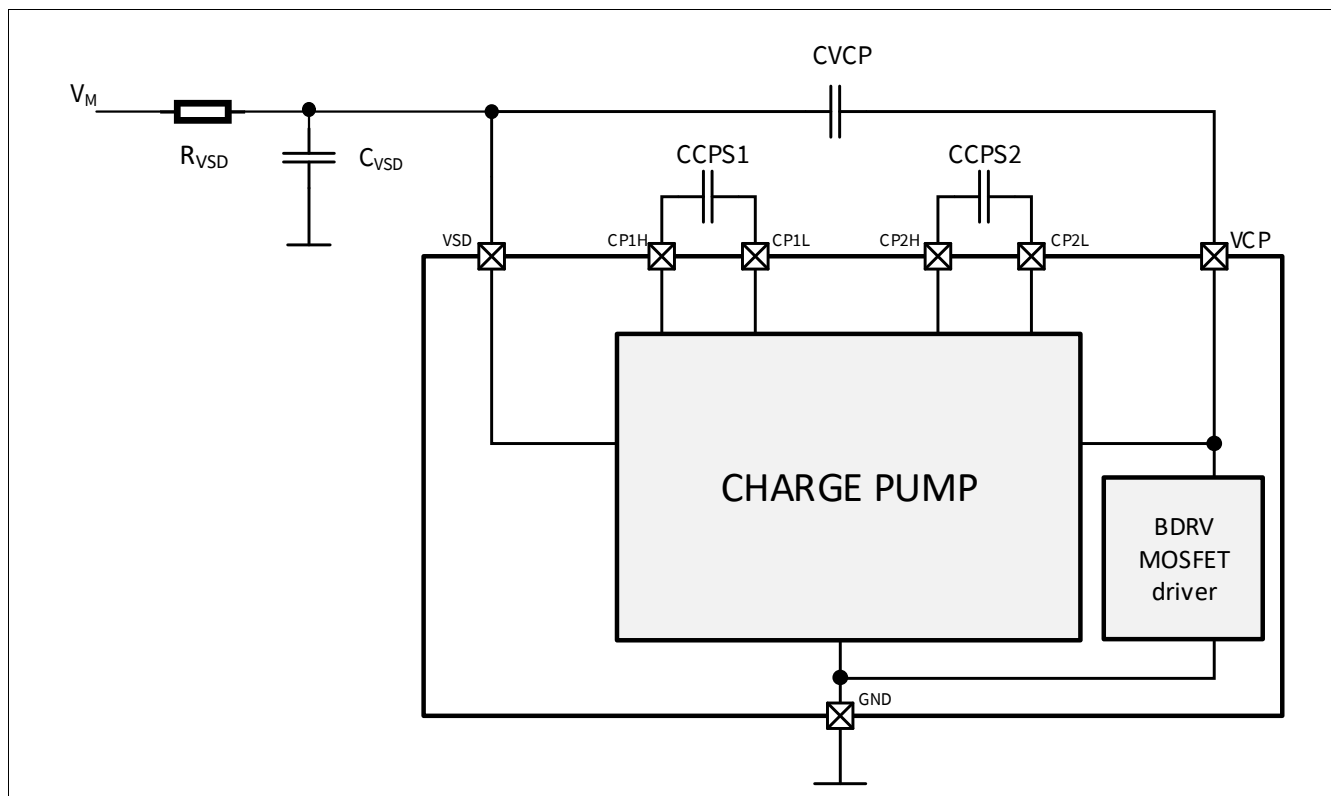 CVCP
V_M
R_VSD
C_VSD
CCPS1
CCPS2
VSD
CP1H
CP1L
CP2H
CP2L
VCP
CHARGE PUMP
BDRV
MOSFET
driver
GND